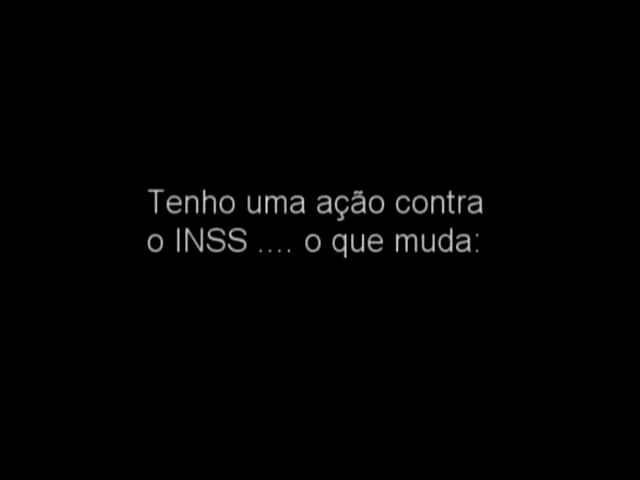 Tenho uma ação contra
o INSS .... o que muda: